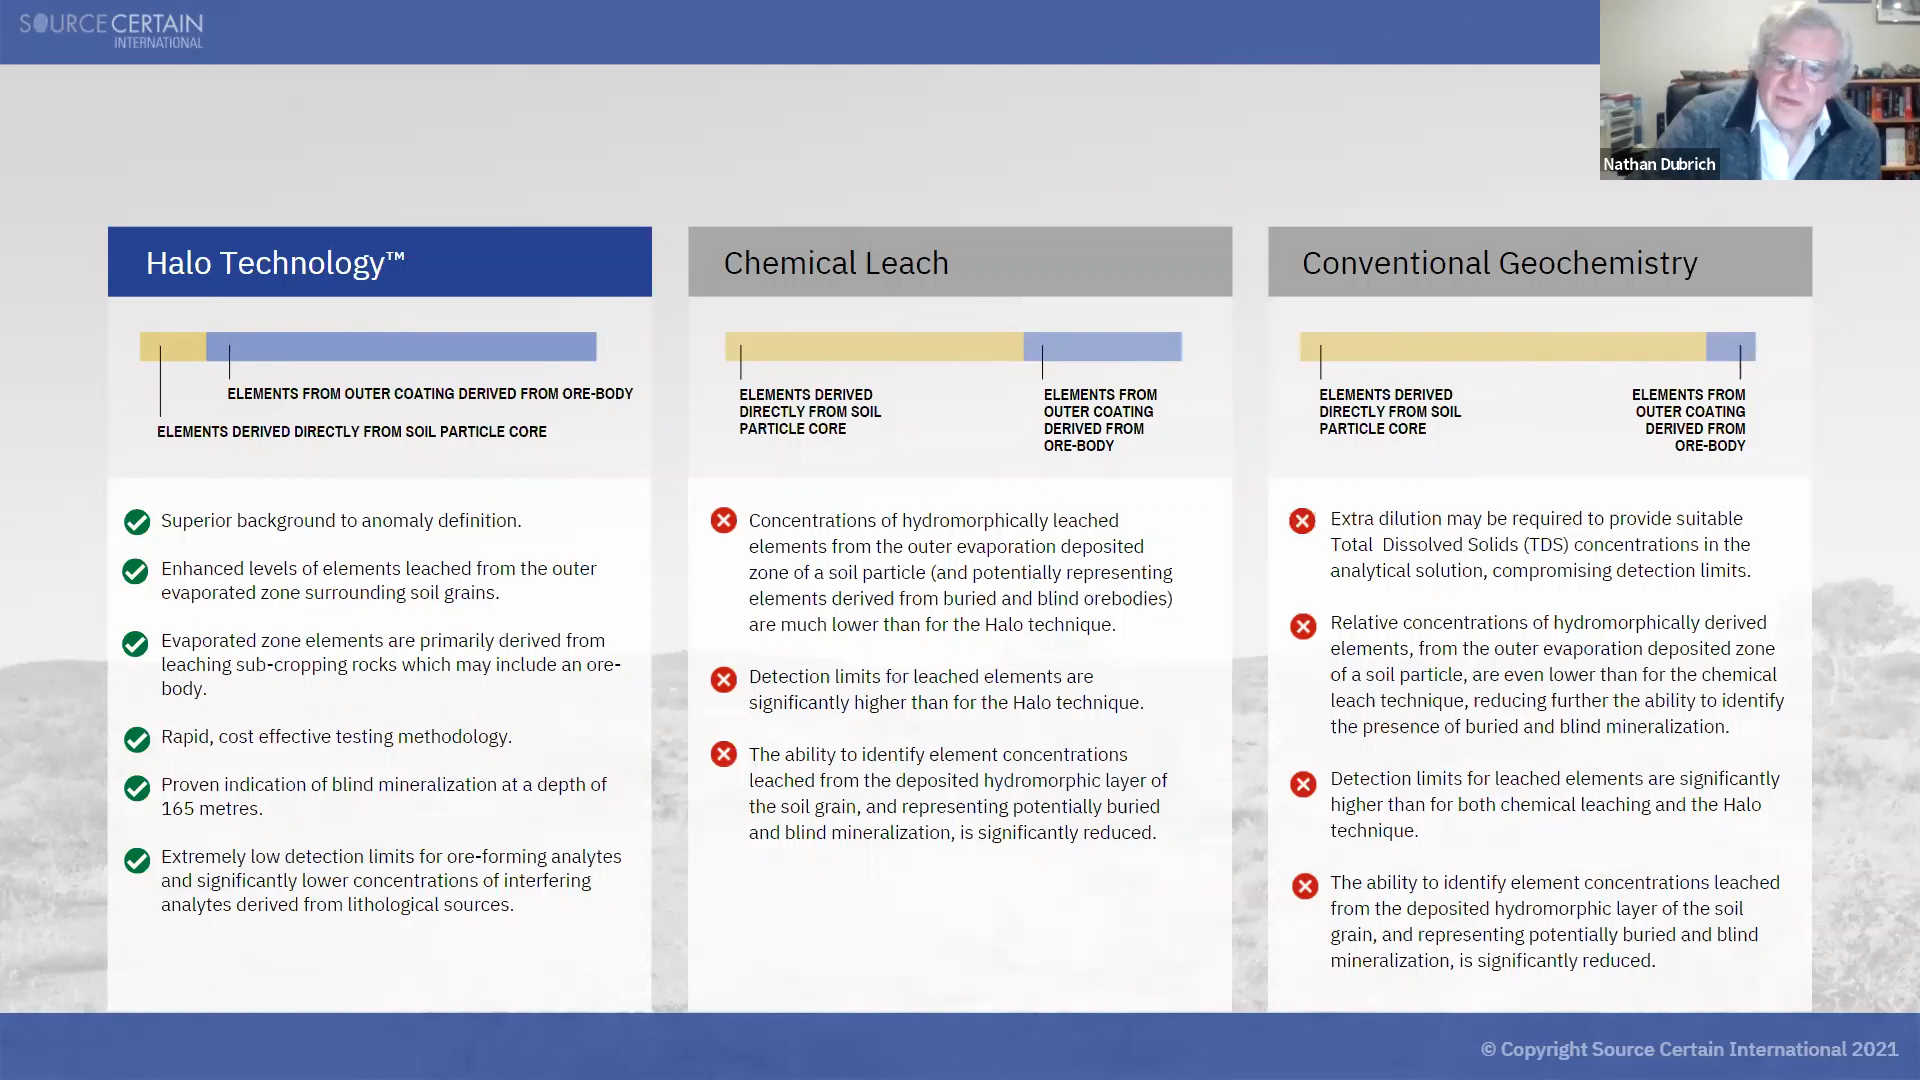 SOURCE CERTAIN
INTERNATIONAL
Nathan Dubrich
Halo Technology™
ELEMENTS FROM OUTER COATING DERIVED FROM ORE-BODY
ELEMENTS DERIVED DIRECTLY FROM SOIL PARTICLE CORE
Superior background to anomaly definition.
Enhanced levels of elements leached from the outer
evaporated zone surrounding soil grains.
Evaporated zone elements are primarily derived from
leaching sub-cropping rocks which may include an ore-
body.
Rapid, cost effective testing methodology.
Proven indication of blind mineralization at a depth of
165 metres.
Extremely low detection limits for ore-forming analytes
and significantly lower concentrations of interfering
analytes derived from lithological sources.
Chemical Leach
ELEMENTS DERIVED
DIRECTLY FROM SOIL
PARTICLE CORE
ELEMENTS FROM
OUTER COATING
DERIVED FROM
ORE-BODY
Concentrations of hydromorphically leached
elements from the outer evaporation deposited
zone of a soil particle (and potentially representing
elements derived from buried and blind orebodies)
are much lower than for the Halo technique.
Detection limits for leached elements are
significantly higher than for the Halo technique.
The ability to identify element concentrations
leached from the deposited hydromorphic layer of
the soil grain, and representing potentially buried
and blind mineralization, is significantly reduced.
Conventional Geochemistry
ELEMENTS DERIVED
DIRECTLY FROM SOIL
PARTICLE CORE
ELEMENTS FROM
OUTER COATING
DERIVED FROM
ORE-BODY
Extra dilution may be required to provide suitable
Total Dissolved Solids (TDS) concentrations in the
analytical solution, compromising detection limits.
Relative concentrations of hydromorphically derived
elements, from the outer evaporation deposited zone
of a soil particle, are even lower than for the chemical
leach technique, reducing further the ability to identify
the presence of buried and blind mineralization.
Detection limits for leached elements are significantly
higher than for both chemical leaching and the Halo
technique.
The ability to identify element concentrations leached
from the deposited hydromorphic layer of the soil
grain, and representing potentially buried and blind
mineralization, is significantly reduced.
© Copyright Source Certain International 2021